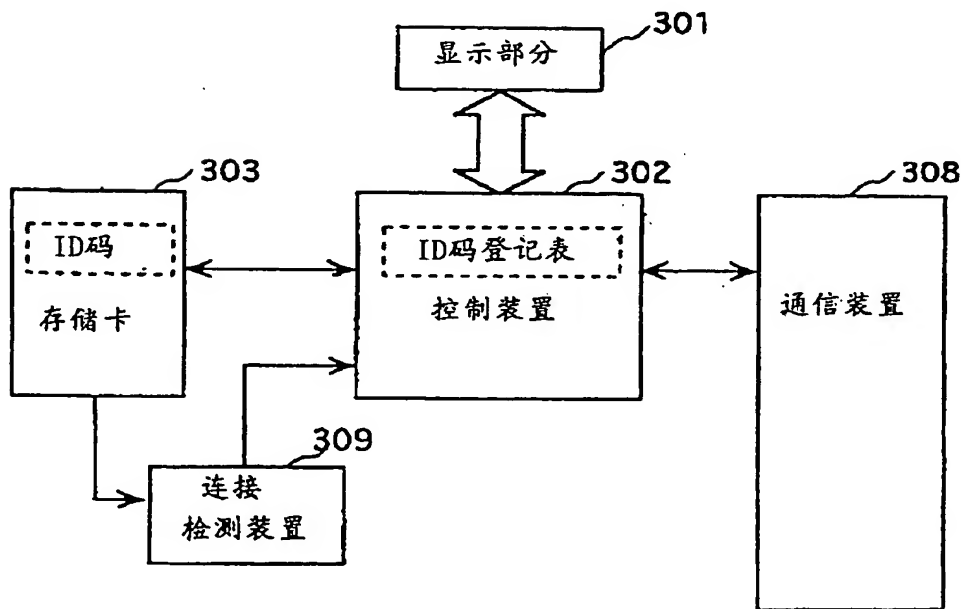 301
显示部分
303
302
308
ID码
存储卡
ID码登记表
控制装置
通信装置
309
连接
检测装置